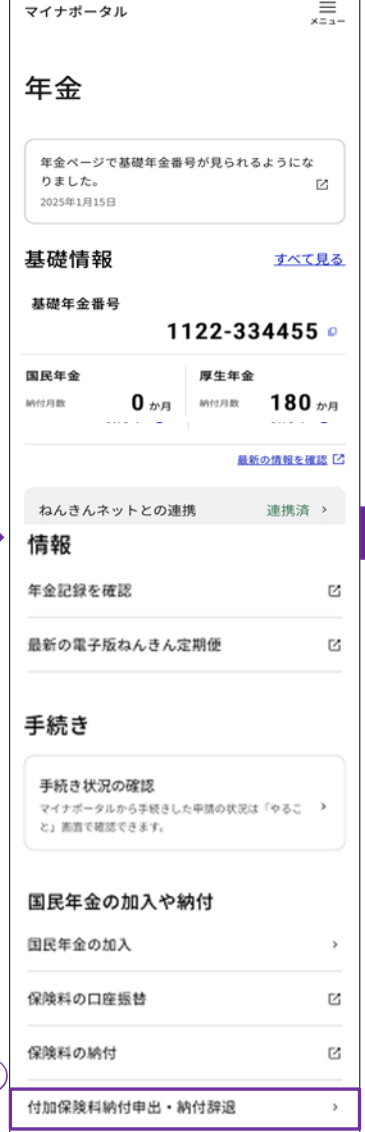 マイナポータル
メニュー
年金
年金ページで基礎年金番号が見られるようにな
りました。
2025年1月15日
基礎情報 すべて見る
基礎年金番号
1122-334455
国民年金 厚生年金
納付月数 0 か月 納付月数 180 か月
最新の情報を確認
ねんきんネットとの連携 連携済
情報
年金記録を確認
最新の電子版ねんきん定期便
手続き
手続き状況の確認
マイナポータルから手続きした申請の状況は「やるこ
と」画面で確認できます。
国民年金の加入や納付
国民年金の加入
保険料の口座振替
保険料の納付
付加保険料納付申出・納付辞退